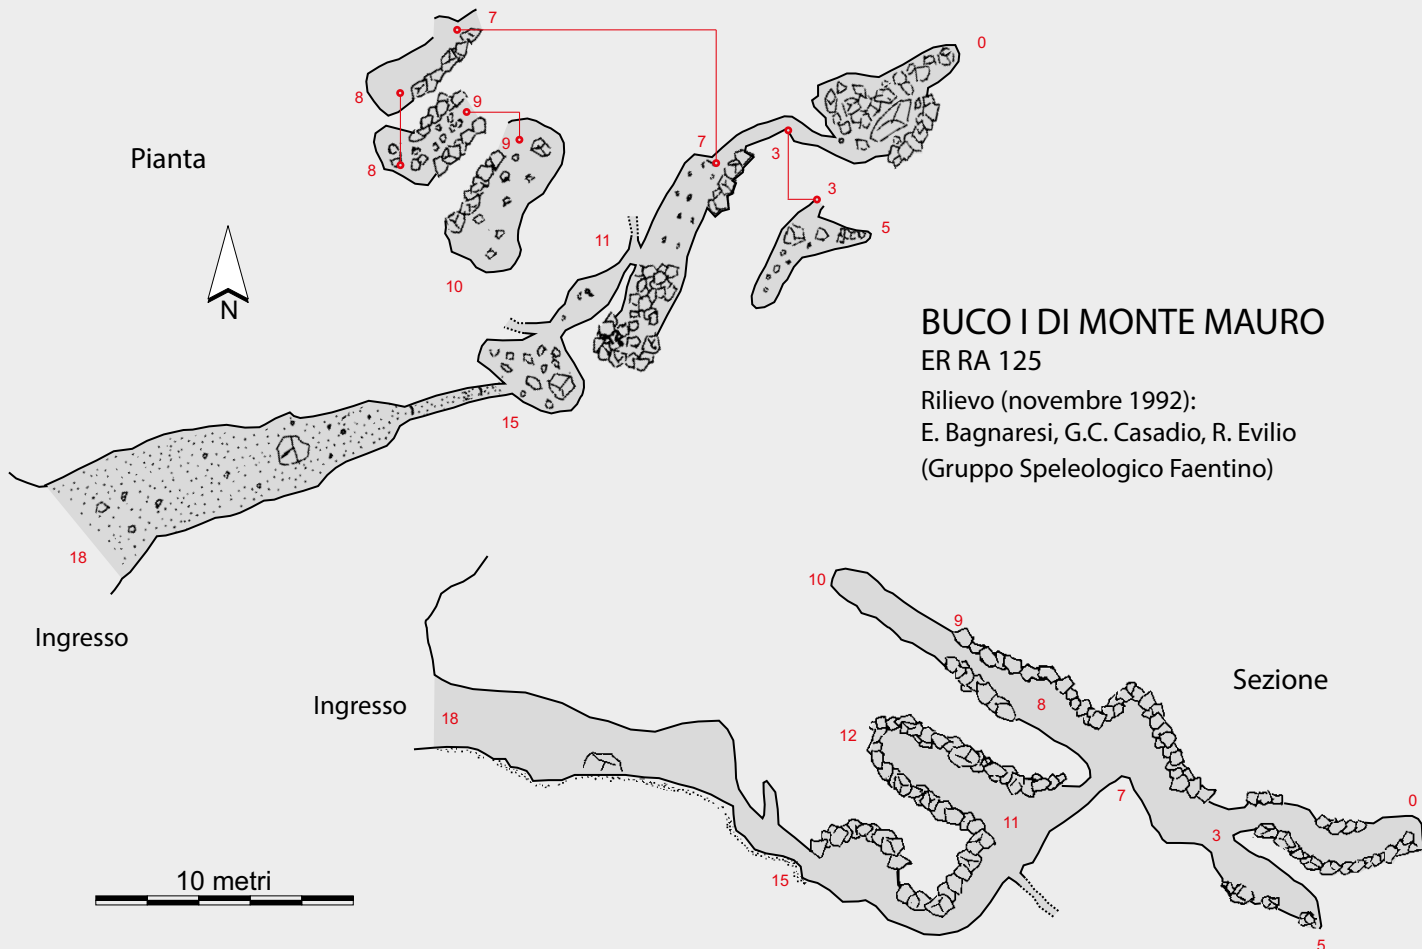 7
0
8
9
Pianta
9
8
7
3
3
5
11
10
N
BUCO I DI MONTE MAURO
ER RA 125
Rilievo (novembre 1992):
E. Bagnaresi, G.C. Casadio, R. Evilio
(Gruppo Speleologico Faentino)
15
18
Ingresso
10
9
Sezione
Ingresso
18
8
12
7
0
11
3
10 metri
15
5